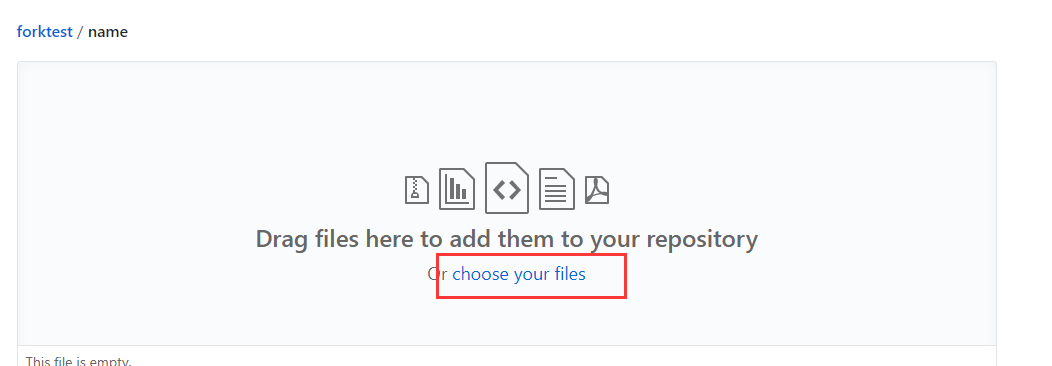 forktest / name
Drag files here to add them to your repository
Or choose your files
This file is empty.